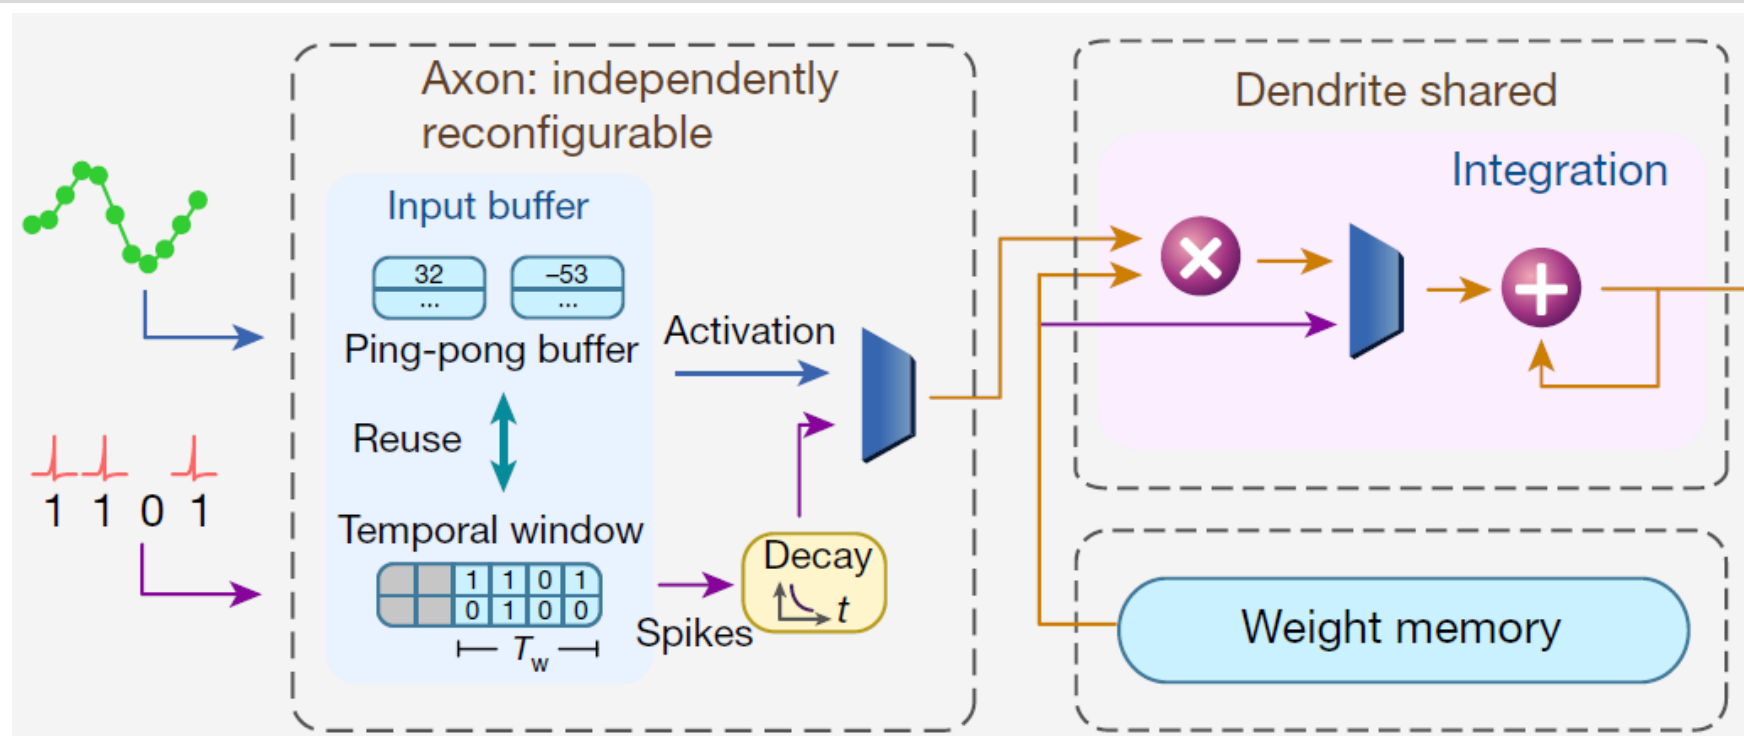 Axon: independently
reconfigurable
Input buffer
32
...
–53
...
Ping-pong buffer
Reuse
Temporal window
1 1 0 1
0 1 0 0
Tw
1 1 0 1
Activation
Spikes
Decay
t
Dendrite shared
Integration
Weight memory